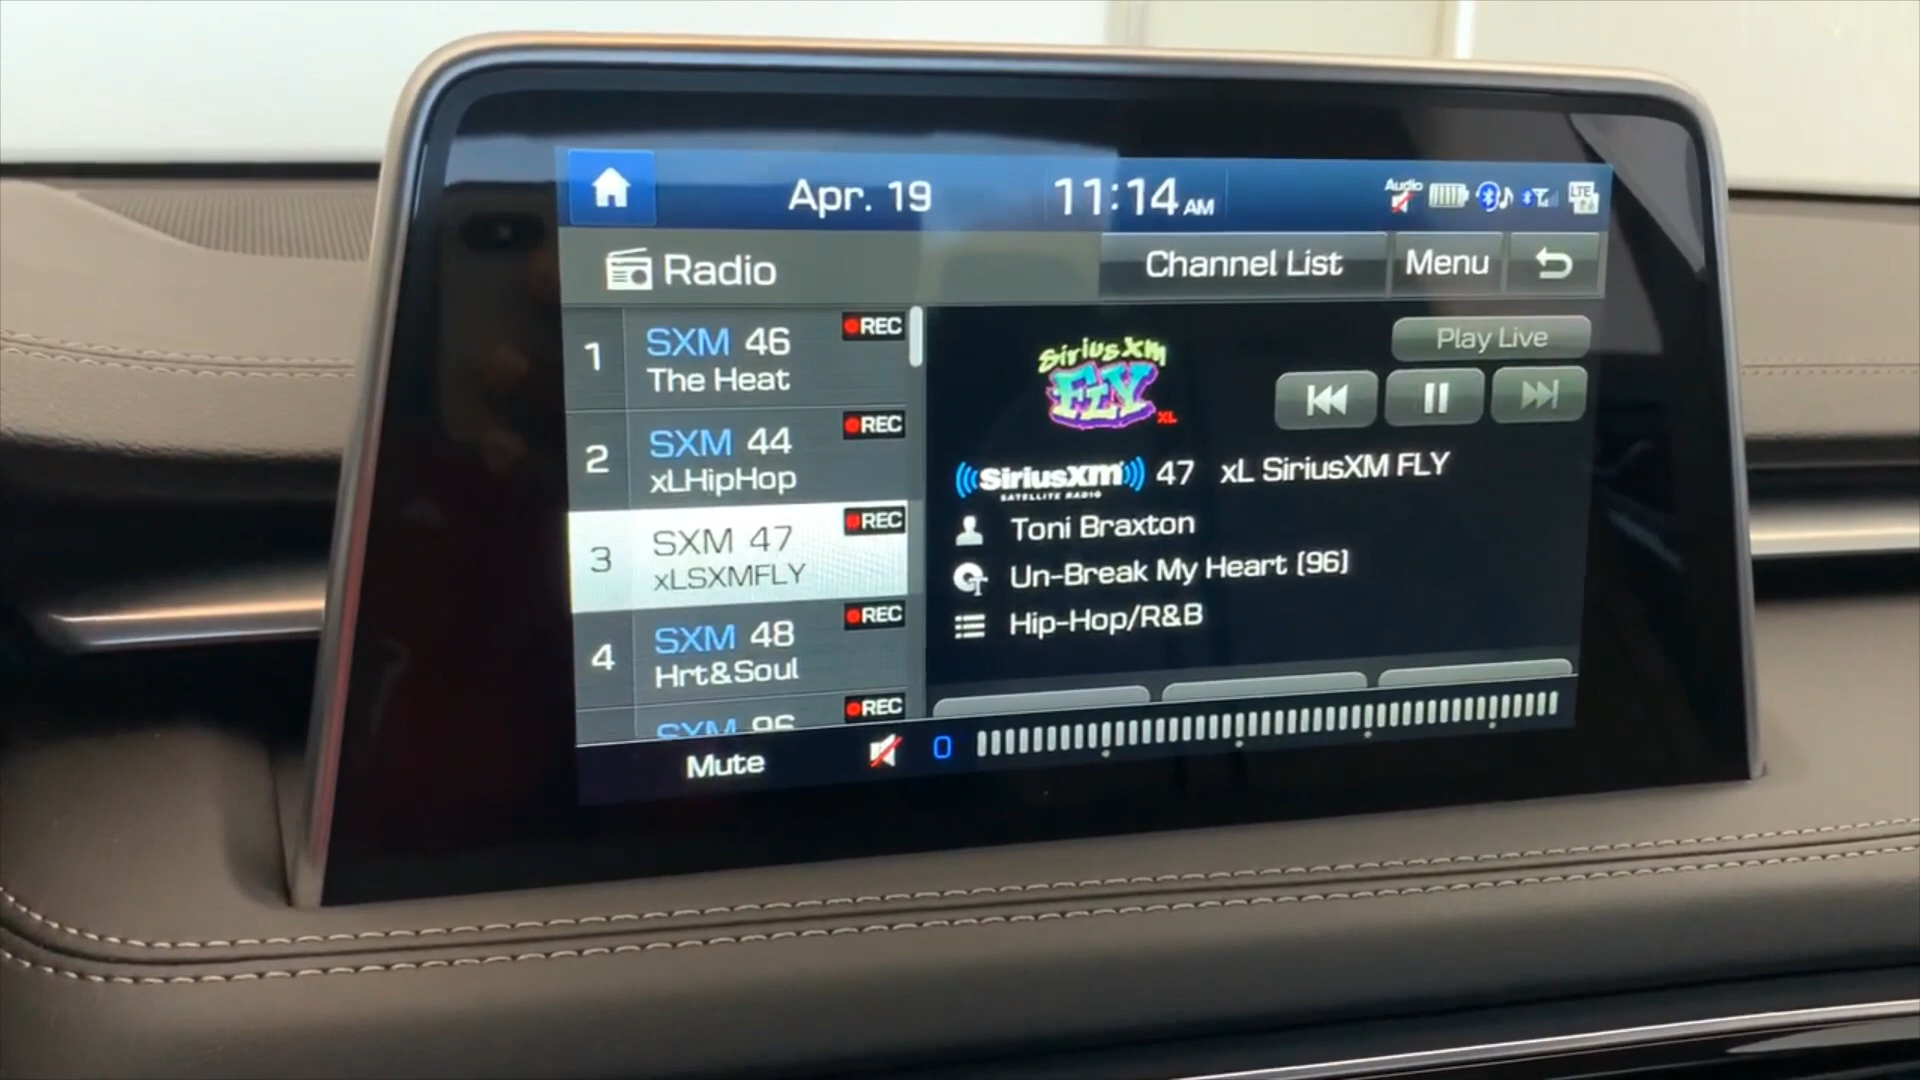 Apr. 19
11:14 AM
Audio
LTE
Radio
Channel List
Menu
1
SXM 46
The Heat
REC
2
SXM 44
xLHipHop
REC
3
SXM 47
xLSXMFLY
REC
4
SXM 48
Hrt&Soul
REC
SXM 96
REC
SiriusXM
FLY
XL
Play Live
SiriusXM
SATELLITE RADIO
47 xL SiriusXM FLY
Toni Braxton
Un-Break My Heart (96)
Hip-Hop/R&B
Mute
0